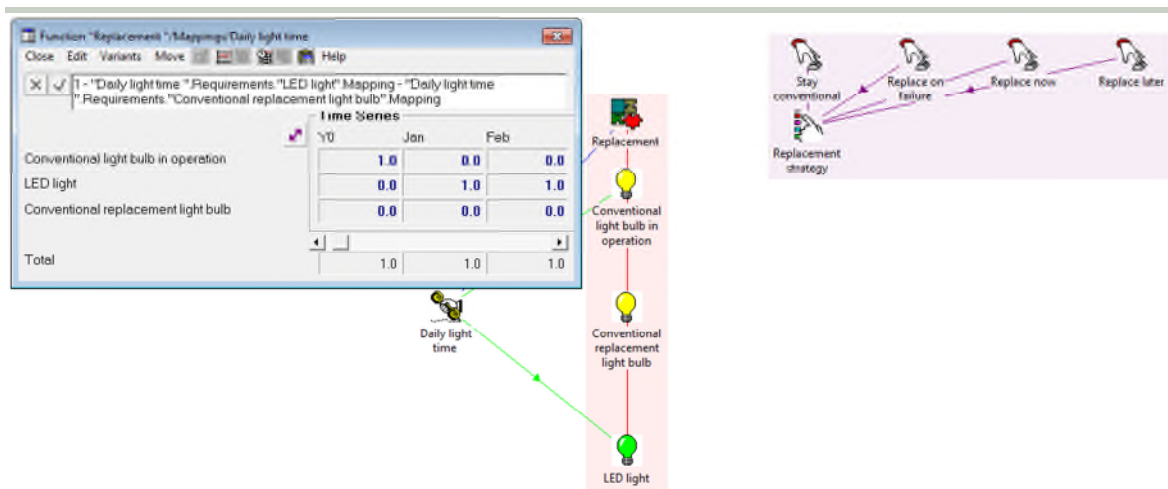 Function "Replacement "/Mappings/Daily light time
Close Edit Variants Move Help
1 - "Daily light time ".Requirements."LED light".Mapping - "Daily light time
".Requirements."Conventional replacement light bulb".Mapping
Time Series
Y0 Jan Feb
Conventional light bulb in operation 1.0 0.0 0.0
LED light 0.0 1.0 1.0
Conventional replacement light bulb 0.0 0.0 0.0
Total 1.0 1.0 1.0
Replacement
Conventional
light bulb in
operation
Conventional
replacement
light bulb
LED light
Daily light
time
Stay
conventional
Replace on
failure
Replace now
Replace later
Replacement
strategy